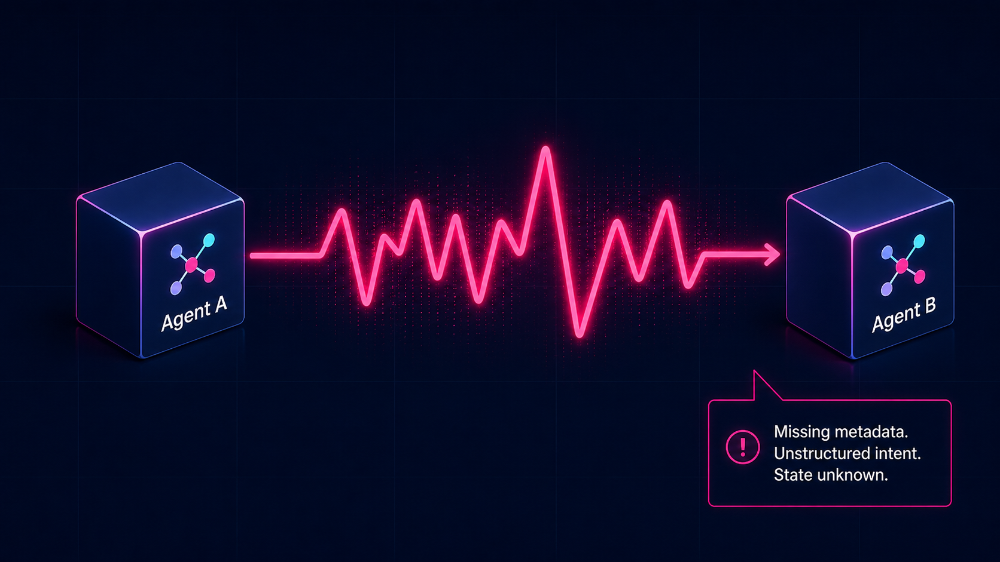 Agent A
Agent B
Missing metadata.
Unstructured intent.
State unknown.